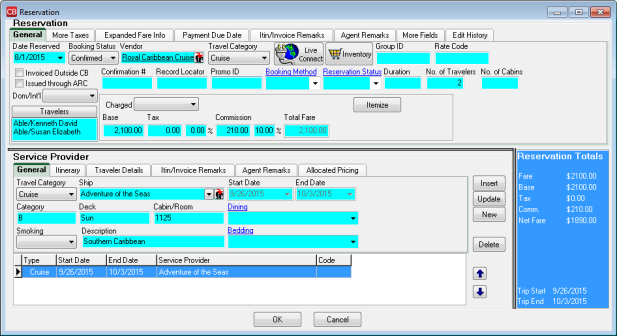 CB Reservation
Reservation
General More Taxes Expanded Fare Info Payment Due Date Itin/Invoice Remarks Agent Remarks More Fields Edit History
Date Reserved Booking Status Vendor Travel Category Group ID Rate Code
8/1/2015 Confirmed Royal Caribbean Cruise Cruise Live Connect Inventory
Invoiced Outside CB Confirmation # Record Locator Promo ID Booking Method Reservation Status Duration No. of Travelers No. of Cabins
Issued through ARC 2
Dom/Int'l
Travelers Charged Itemize
Able/Kenneth David Base Tax Commission Total Fare
Able/Susan Elizabeth 2,100.00 0.00 0.00 % 210.00 10.00 % 2,100.00
Service Provider Reservation Totals
General Itinerary Traveler Details Itin/Invoice Remarks Agent Remarks Allocated Pricing
Travel Category Ship Start Date End Date Insert Fare $2100.00
Cruise Adventure of the Seas 9/26/2015 10/3/2015 Update Base $2100.00
Category Deck Cabin/Room Dining Tax $0.00
B Sun 1125 New Comm. $210.00
Smoking Description Bedding Net Fare $1890.00
Southern Caribbean Delete
Type Start Date End Date Service Provider Code
Cruise 9/26/2015 10/3/2015 Adventure of the Seas
Trip Start 9/26/2015
Trip End 10/3/2015
OK Cancel